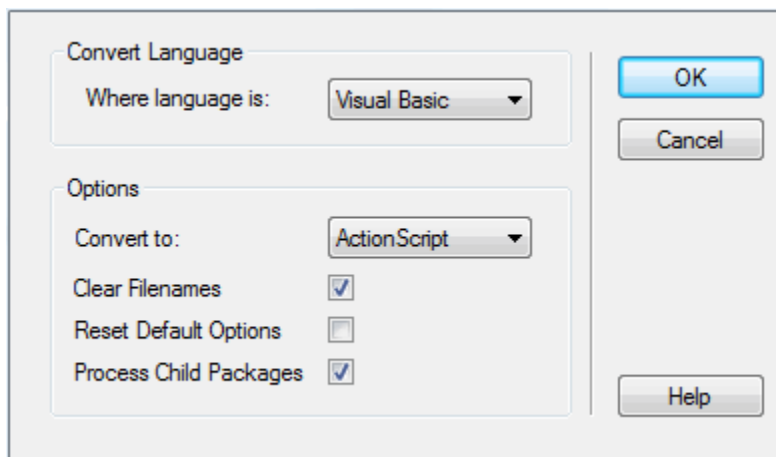 Convert Language
Where language is: Visual Basic
OK
Cancel
Options
Convert to: ActionScript
Clear Filenames
Reset Default Options
Process Child Packages
Help